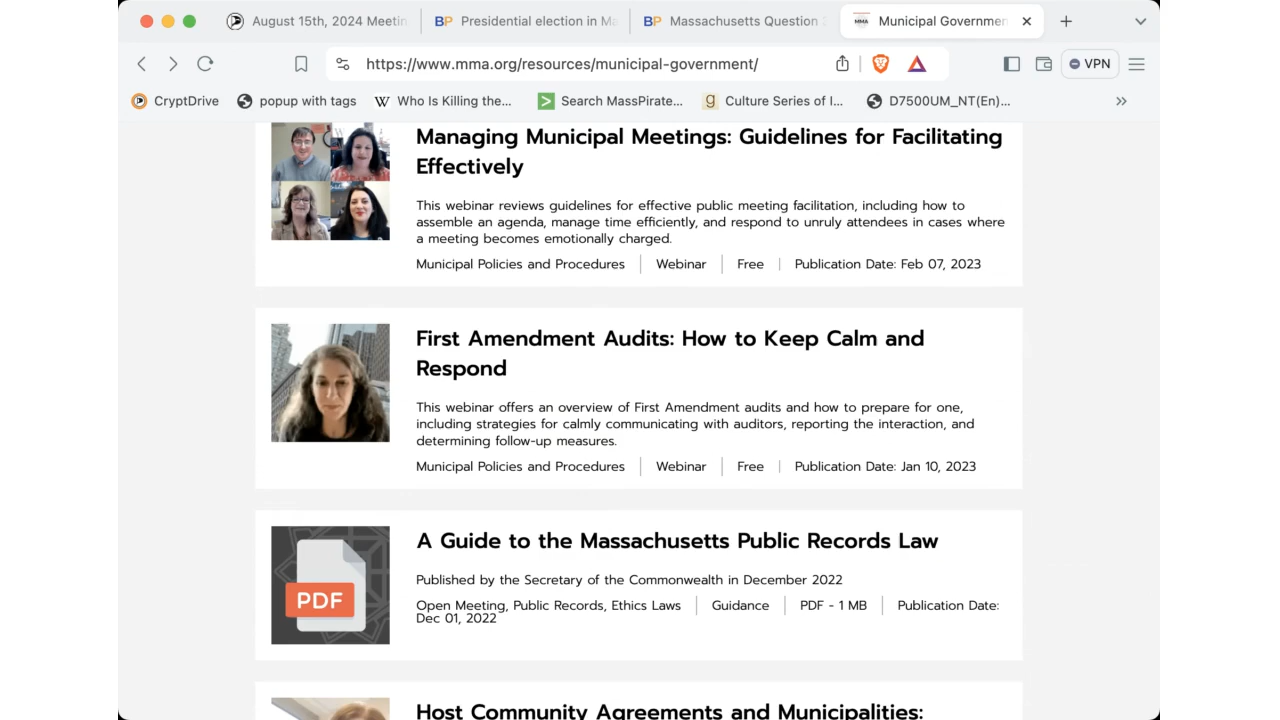 August 15th, 2024 Meetin
BP Presidential election in Ma
BP Massachusetts Question 2
MMA Municipal Governmen
https://www.mma.org/resources/municipal-government/
VPN
CryptDrive
popup with tags
W Who Is Killing the...
Search MassPirate...
g Culture Series of I...
D7500UM_NT(En)...
Managing Municipal Meetings: Guidelines for Facilitating
Effectively
This webinar reviews guidelines for effective public meeting facilitation, including how to
assemble an agenda, manage time efficiently, and respond to unruly attendees in cases where
a meeting becomes emotionally charged.
Municipal Policies and Procedures | Webinar | Free | Publication Date: Feb 07, 2023
First Amendment Audits: How to Keep Calm and
Respond
This webinar offers an overview of First Amendment audits and how to prepare for one,
including strategies for calmly communicating with auditors, reporting the interaction, and
determining follow-up measures.
Municipal Policies and Procedures | Webinar | Free | Publication Date: Jan 10, 2023
PDF
A Guide to the Massachusetts Public Records Law
Published by the Secretary of the Commonwealth in December 2022
Open Meeting, Public Records, Ethics Laws | Guidance | PDF - 1 MB | Publication Date:
Dec 01, 2022
Host Community Agreements and Municipalities: